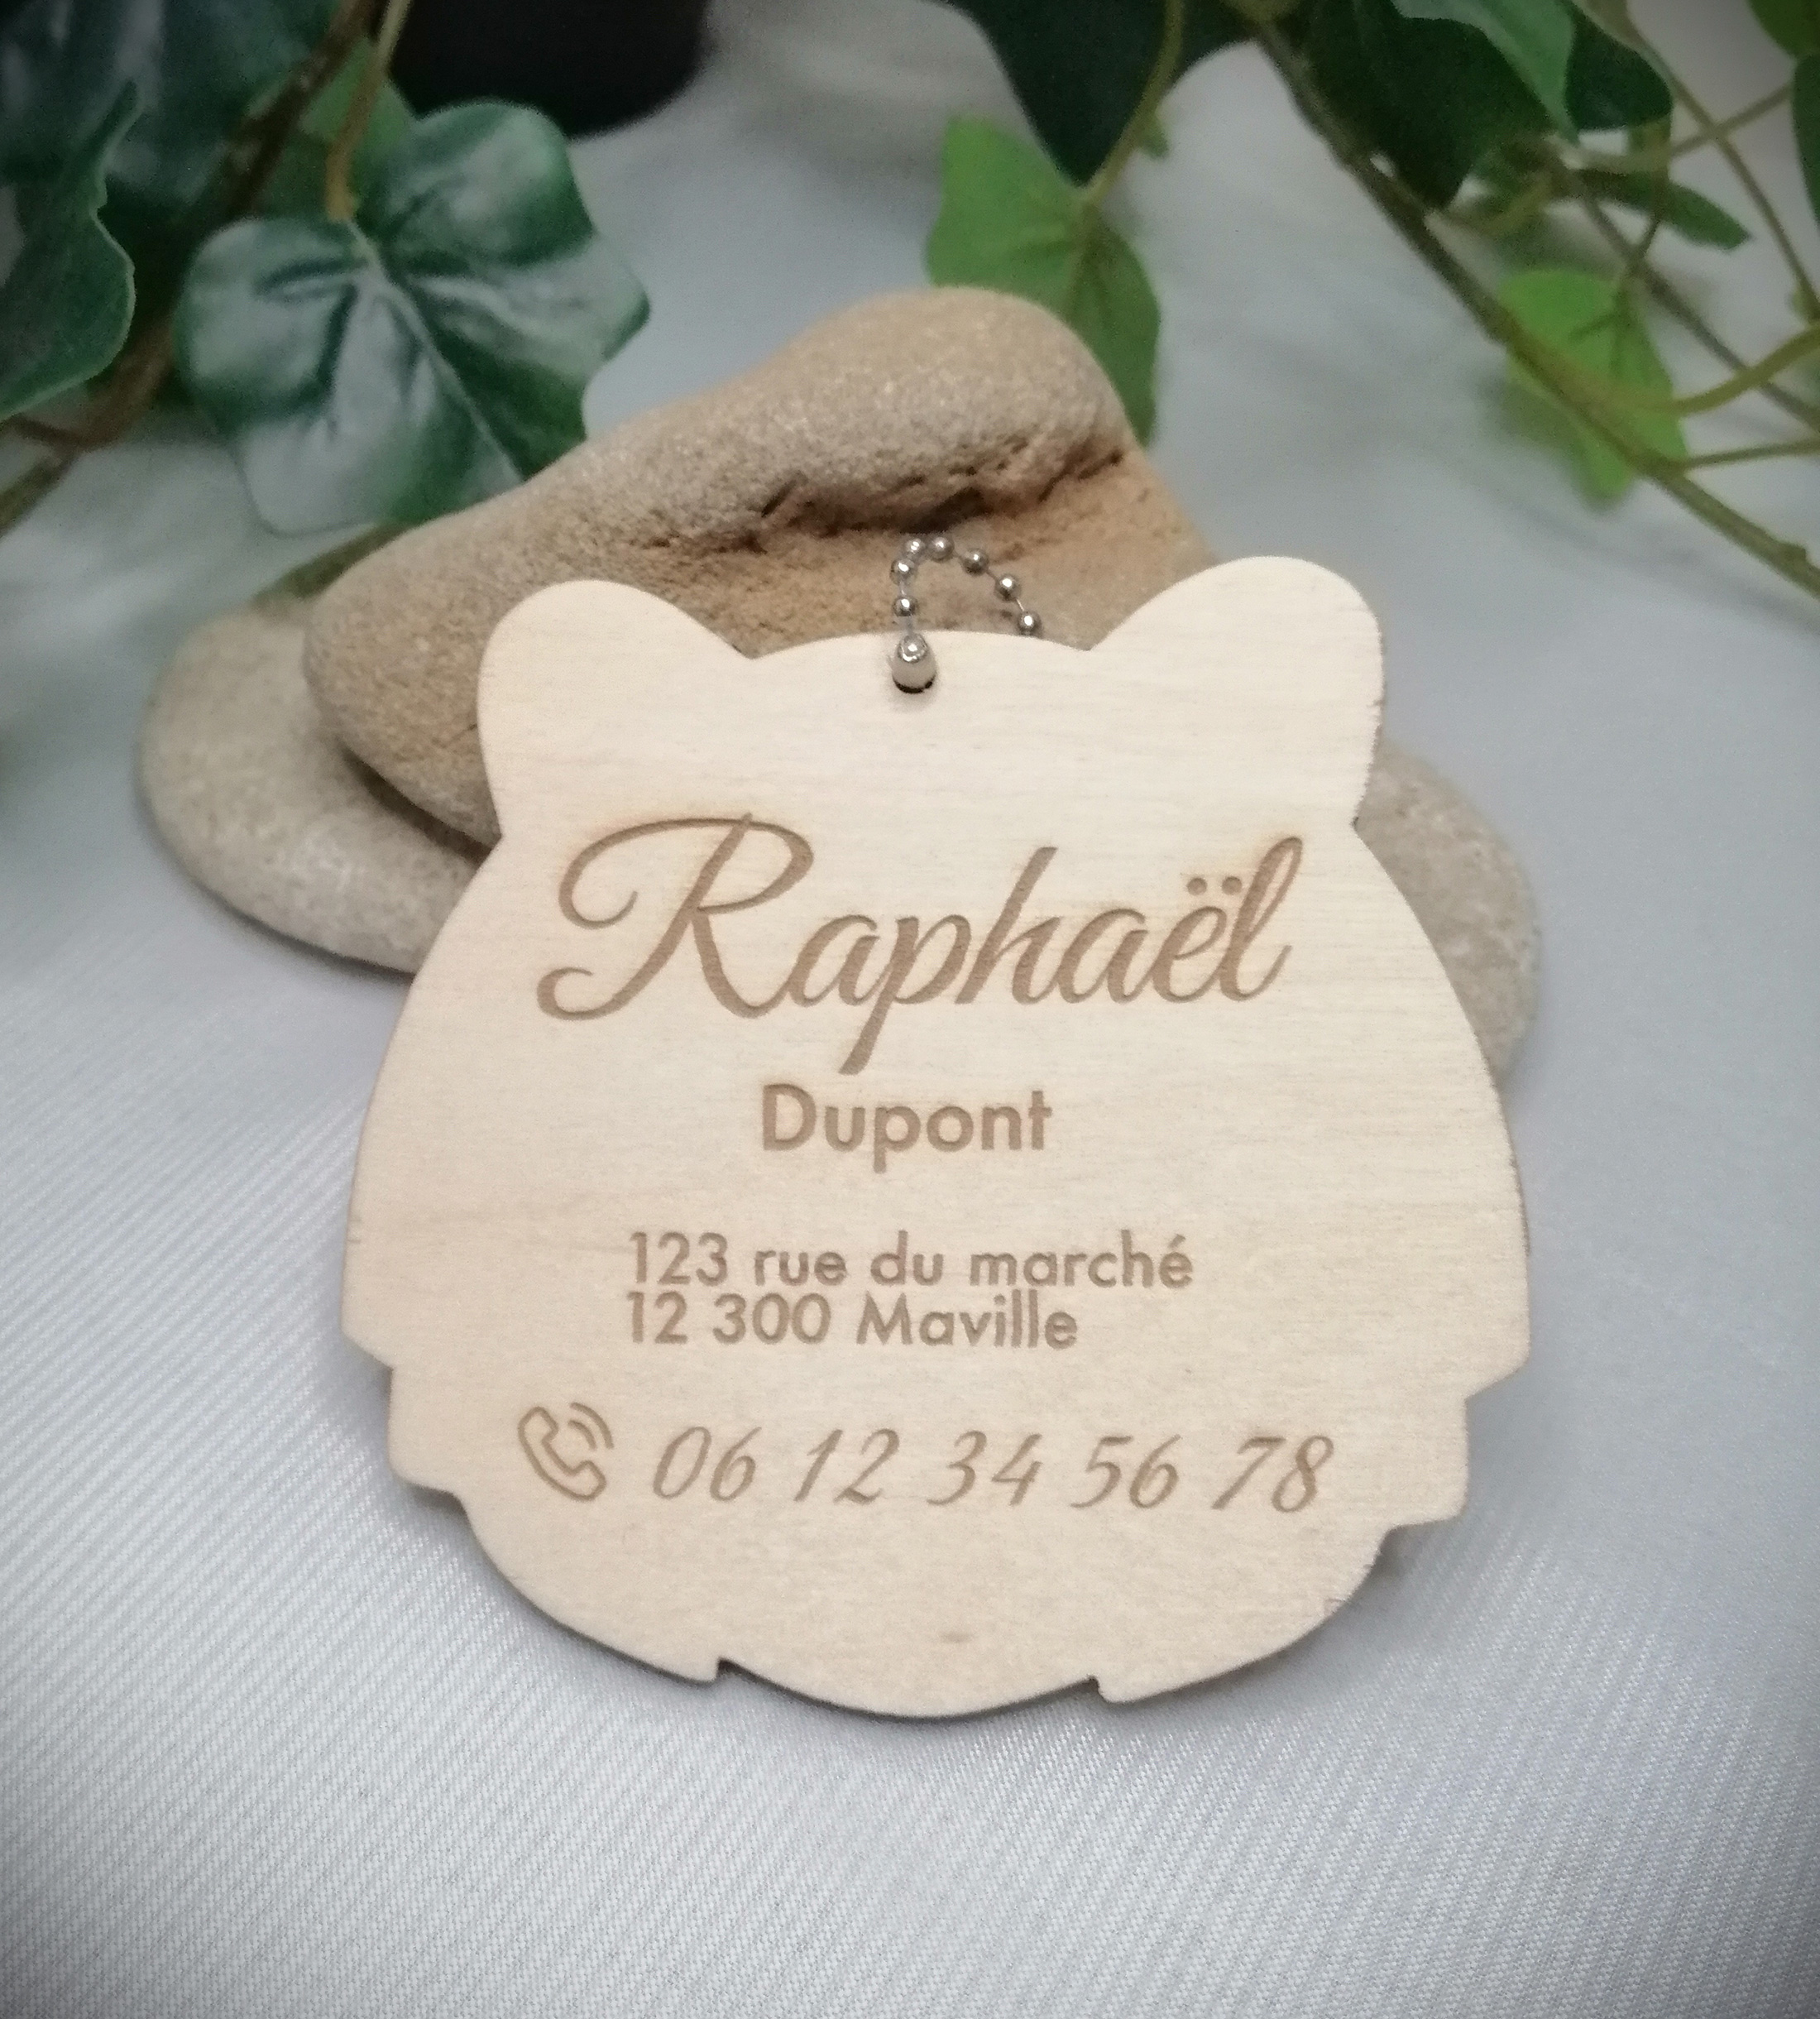 Raphaël
Dupont
123 rue du marché
12 300 Maville
06 12 34 56 78